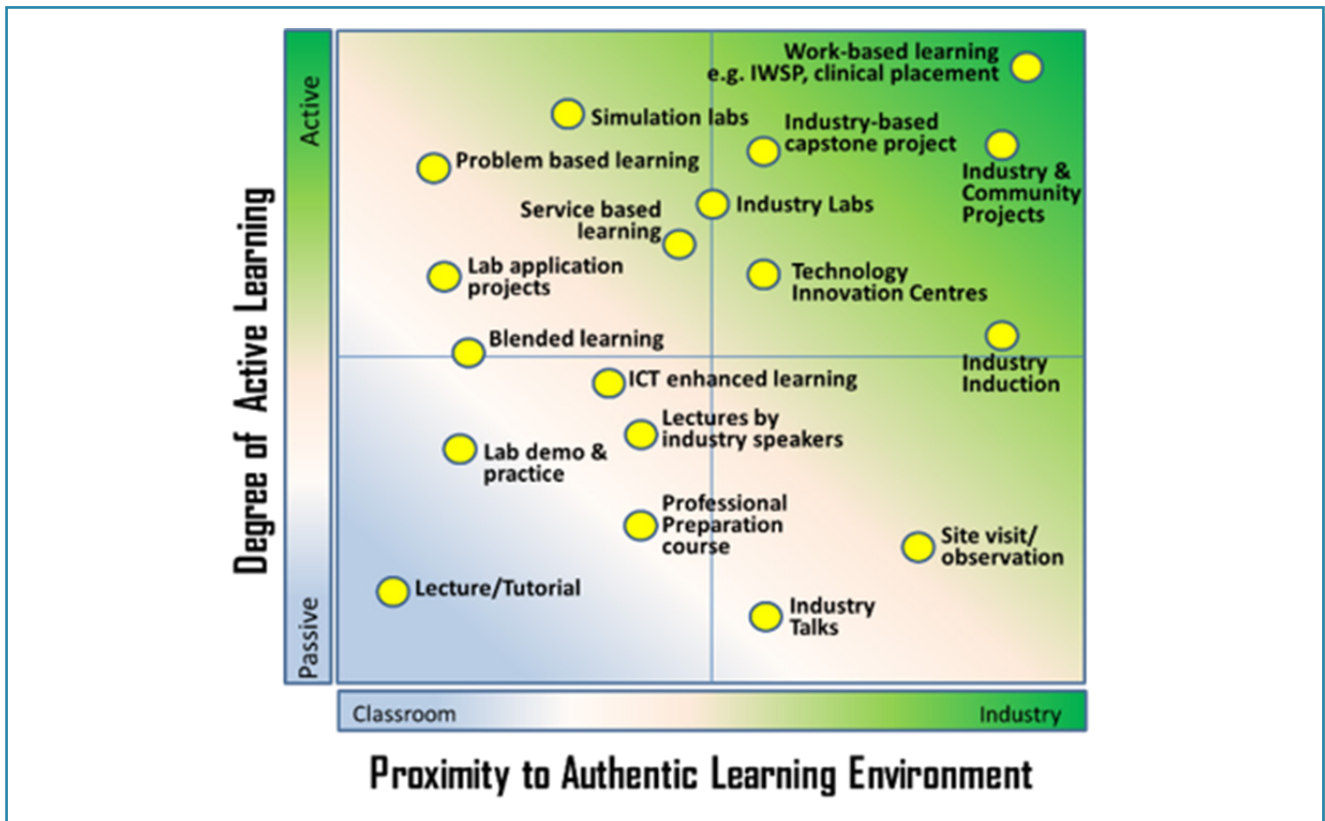 Work-based learning
e.g. IWSP, clinical placement
Active
Simulation labs
Industry-based
capstone project
Problem based learning
Industry &
Community
Projects
Industry Labs
Service based
learning
Lab application
projects
Technology
Innovation Centres
Blended learning
Industry
Induction
ICT enhanced learning
Lectures by
industry speakers
Lab demo &
practice
Professional
Preparation
course
Site visit/
observation
Lecture/Tutorial
Industry
Talks
Passive
Degree of Active Learning
Classroom
Industry
Proximity to Authentic Learning Environment